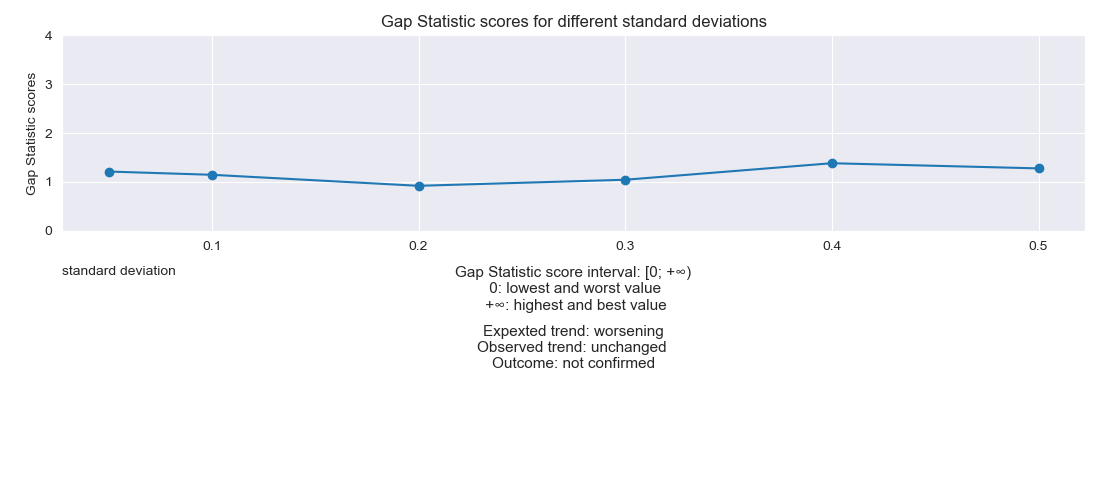 Gap Statistic scores for different standard deviations
Gap Statistic scores
4
3
2
1
0
0.1 0.2 0.3 0.4 0.5
standard deviation
Gap Statistic score interval: [0; +∞)
0: lowest and worst value
+∞: highest and best value
Expexted trend: worsening
Observed trend: unchanged
Outcome: not confirmed